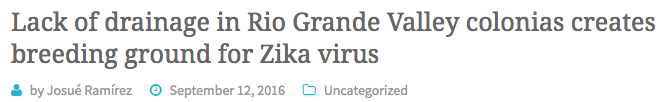 Lack of drainage in Rio Grande Valley colonias creates
breeding ground for Zika virus
by Josué Ramírez September 12, 2016 Uncategorized